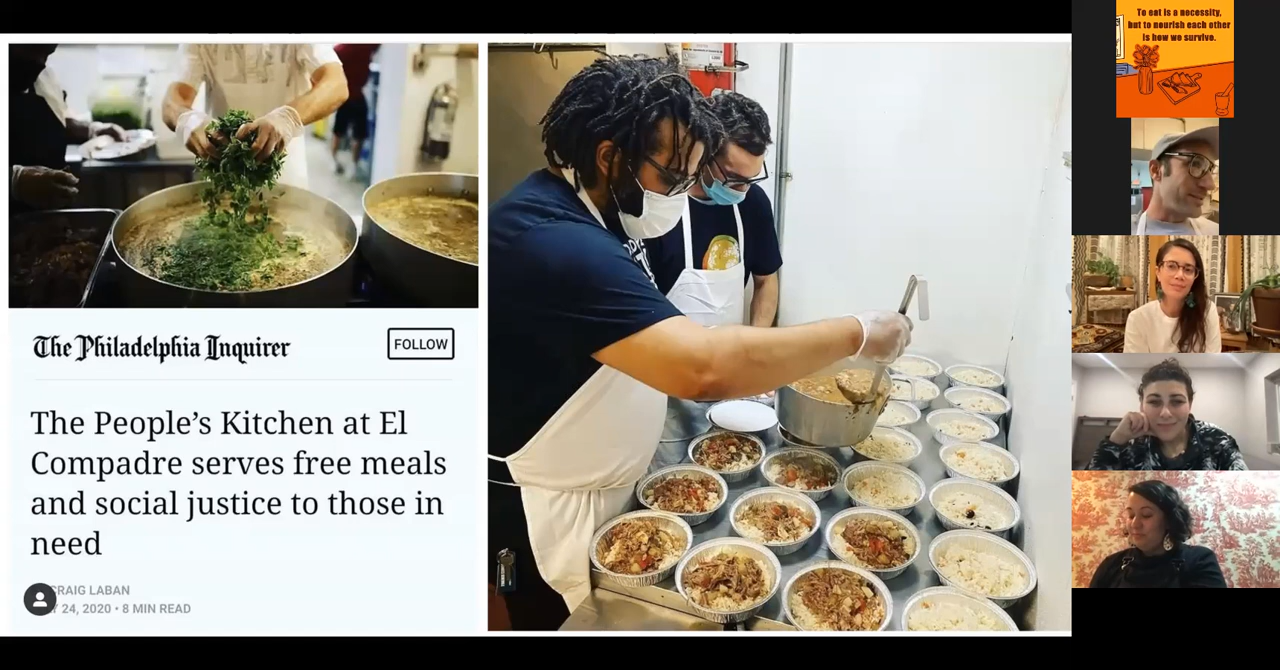 The Philadelphia Inquirer
FOLLOW
The People’s Kitchen at El
Compadre serves free meals
and social justice to those in
need
CRAIG LABAN
24, 2020 • 8 MIN READ
To eat is a necessity,
but to nourish each other
is how we survive.